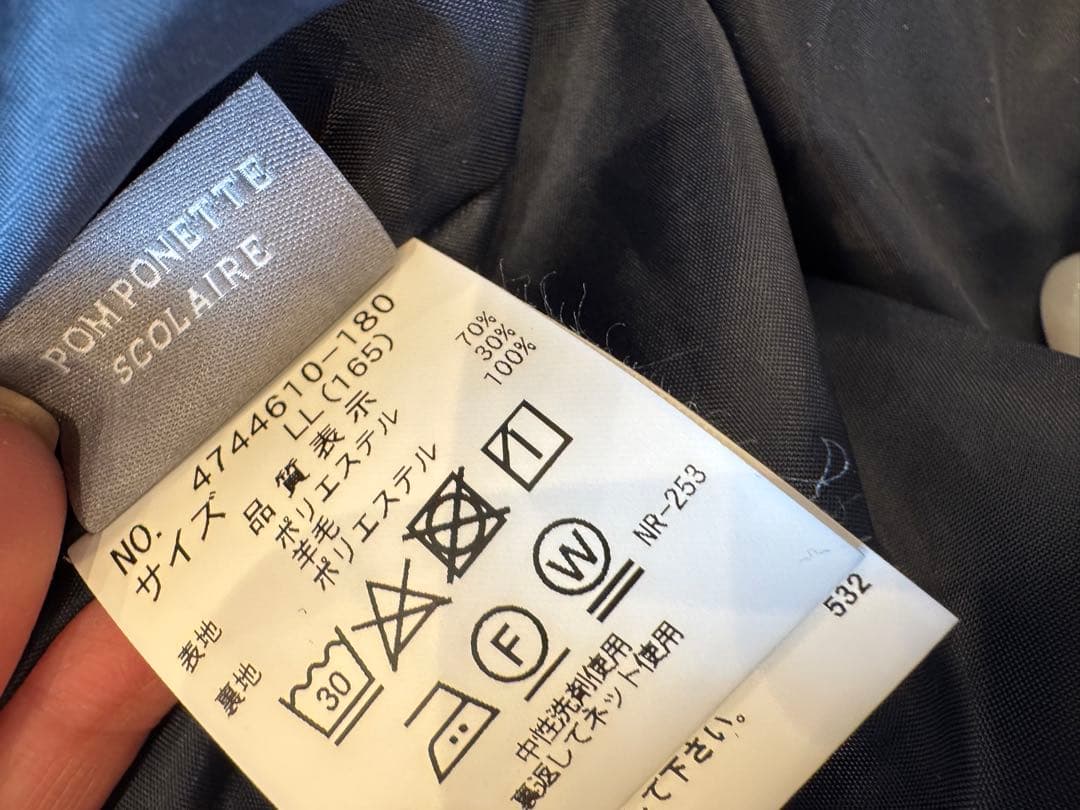 POMPONETTE
SCOLAIRE
NO. 4744610-180
サイズ LL(165)
品質表示
表地 ポリエステル 70%
羊毛 30%
裏地 ポリエステル 100%
30
F
W
NR-253
中性洗剤使用
裏返してネット使用
532
て下さい。